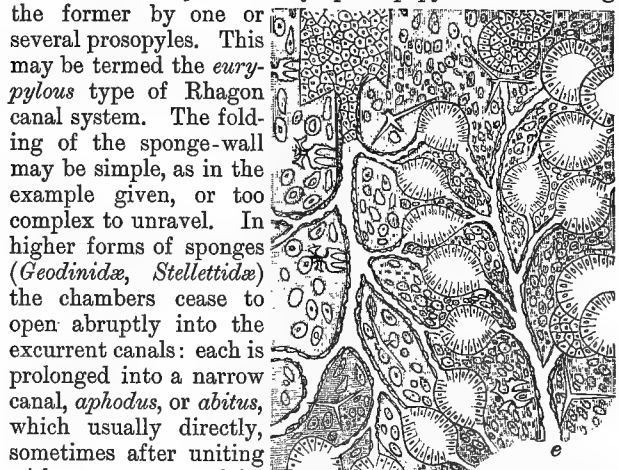 the former by one or
several prosopyles. This
may be termed the eury-
pylous type of Rhagon
canal system. The fold-
ing of the sponge-wall
may be simple, as in the
example given, or too
complex to unravel. In
higher forms of sponges
(Geodinidæ, Stellettidæ)
the chambers cease to
open abruptly into the
excurrent canals: each is
prolonged into a narrow
canal, aphodus, or abitus,
which usually directly,
sometimes after uniting
e